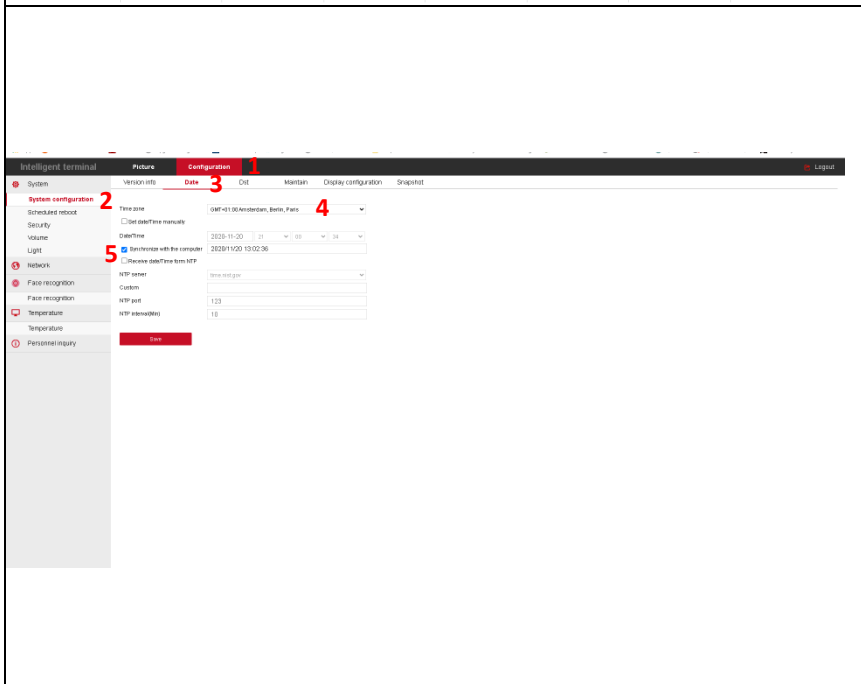 Intelligent terminal Picture Configuration 1 Logout
System Version info Date 3 Dst Maintain Display configuration Snapshot
System configuration 2
Scheduled reboot Time zone GMT+01:00 Amsterdam, Berlin, Paris 4
Security Set date/Time manually
Volume Date/Time 2020-11-20 21 00 34
Light 5 Synchronize with the computer 2020/11/20 13:02:36
Network Receive date/Time form NTP
NTP server time.nist.gov
Face recognition Custom
Face recognition NTP port 123
Temperature NTP interval(Min) 10
Temperature
Personnel inquiry Save